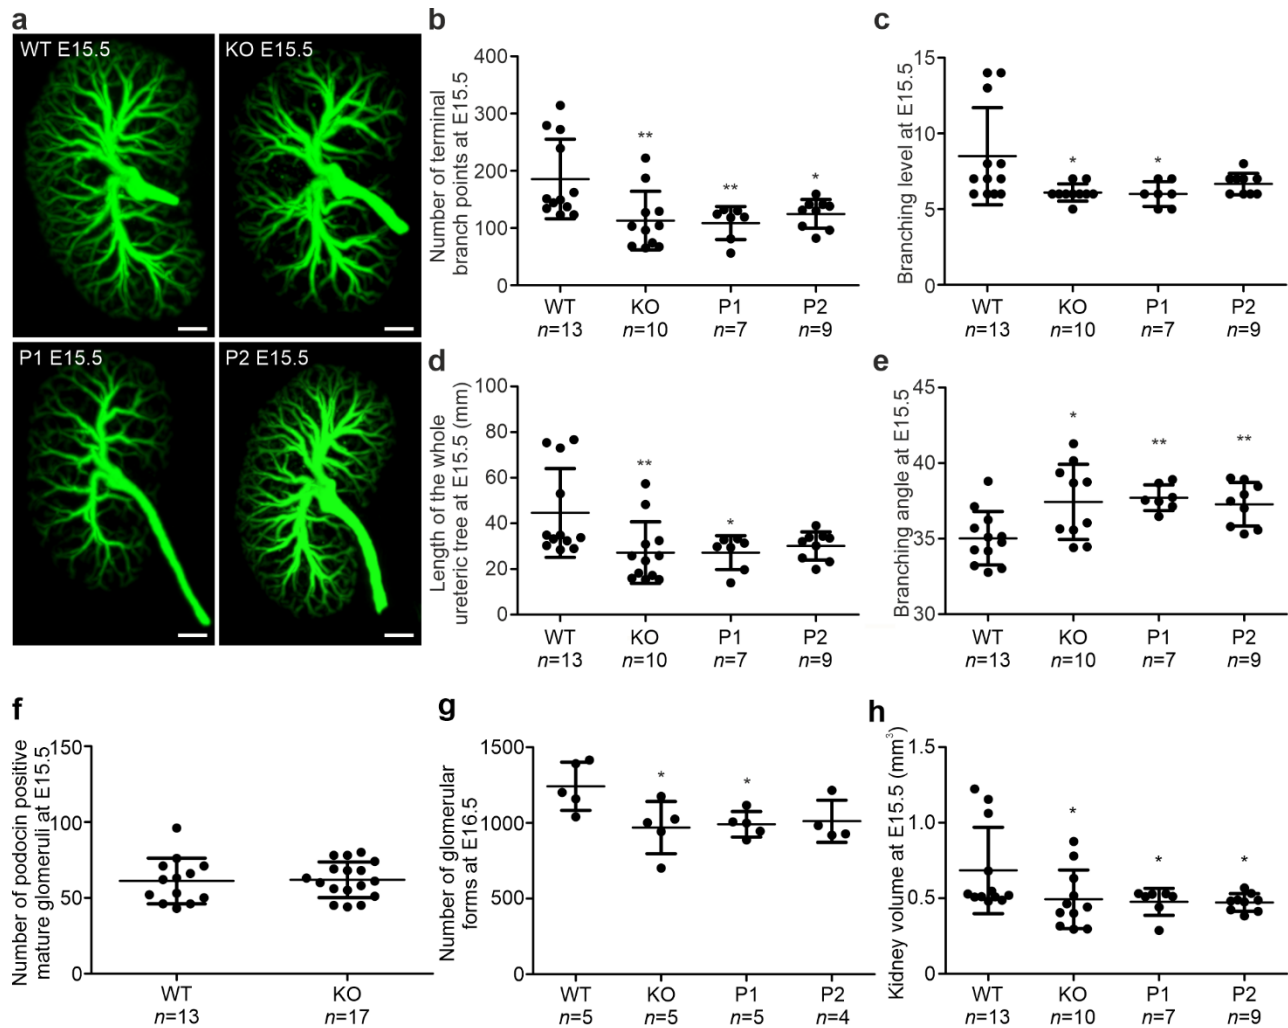 a
WT E15.5
KO E15.5
P1 E15.5
P2 E15.5
b
Number of terminal
branch points at E15.5
400
300
200
100
0
**
**
*
WT
KO
P1
P2
n=13
n=10
n=7
n=9
c
Branching level at E15.5
15
10
5
0
*
*
WT
KO
P1
P2
n=13
n=10
n=7
n=9
d
Length of the whole
ureteric tree at E15.5 (mm)
100
80
60
40
20
0
**
*
WT
KO
P1
P2
n=13
n=10
n=7
n=9
e
Branching angle at E15.5
45
40
35
30
*
**
**
WT
KO
P1
P2
n=13
n=10
n=7
n=9
f
Number of podocin positive
mature glomeruli at E15.5
150
100
50
0
WT
KO
n=13
n=17
g
Number of glomerular
forms at E16.5
1500
1000
500
0
*
*
WT
KO
P1
P2
n=5
n=5
n=5
n=4
h
Kidney volume at E15.5 (mm³)
1.5
1.0
0.5
0
*
*
*
WT
KO
P1
P2
n=13
n=10
n=7
n=9